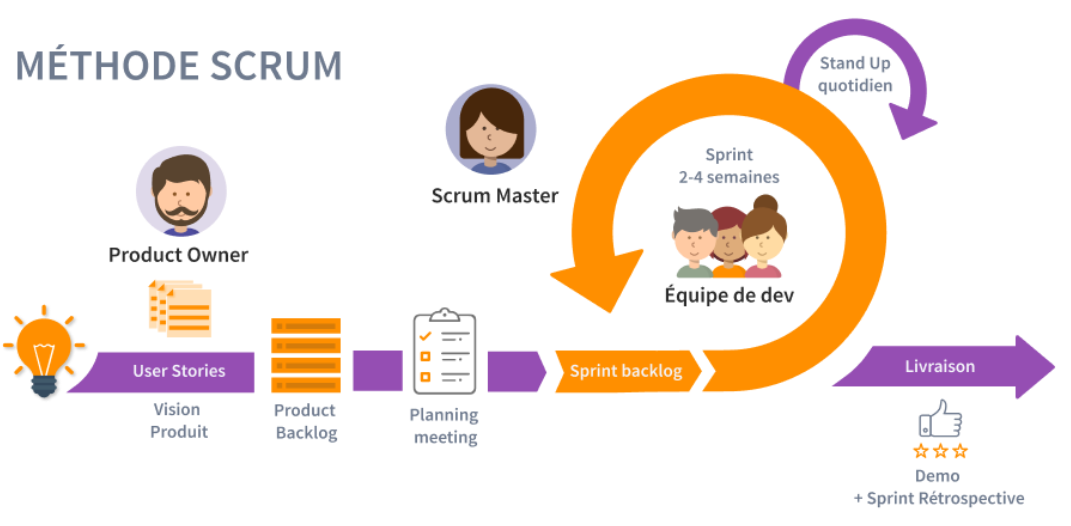 MÉTHODE SCRUM
Stand Up
quotidien
Scrum Master
Sprint
2-4 semaines
Product Owner
Équipe de dev
User Stories
Sprint backlog
Livraison
Vision
Produit
Product
Backlog
Planning
meeting
Demo
+ Sprint Rétrospective